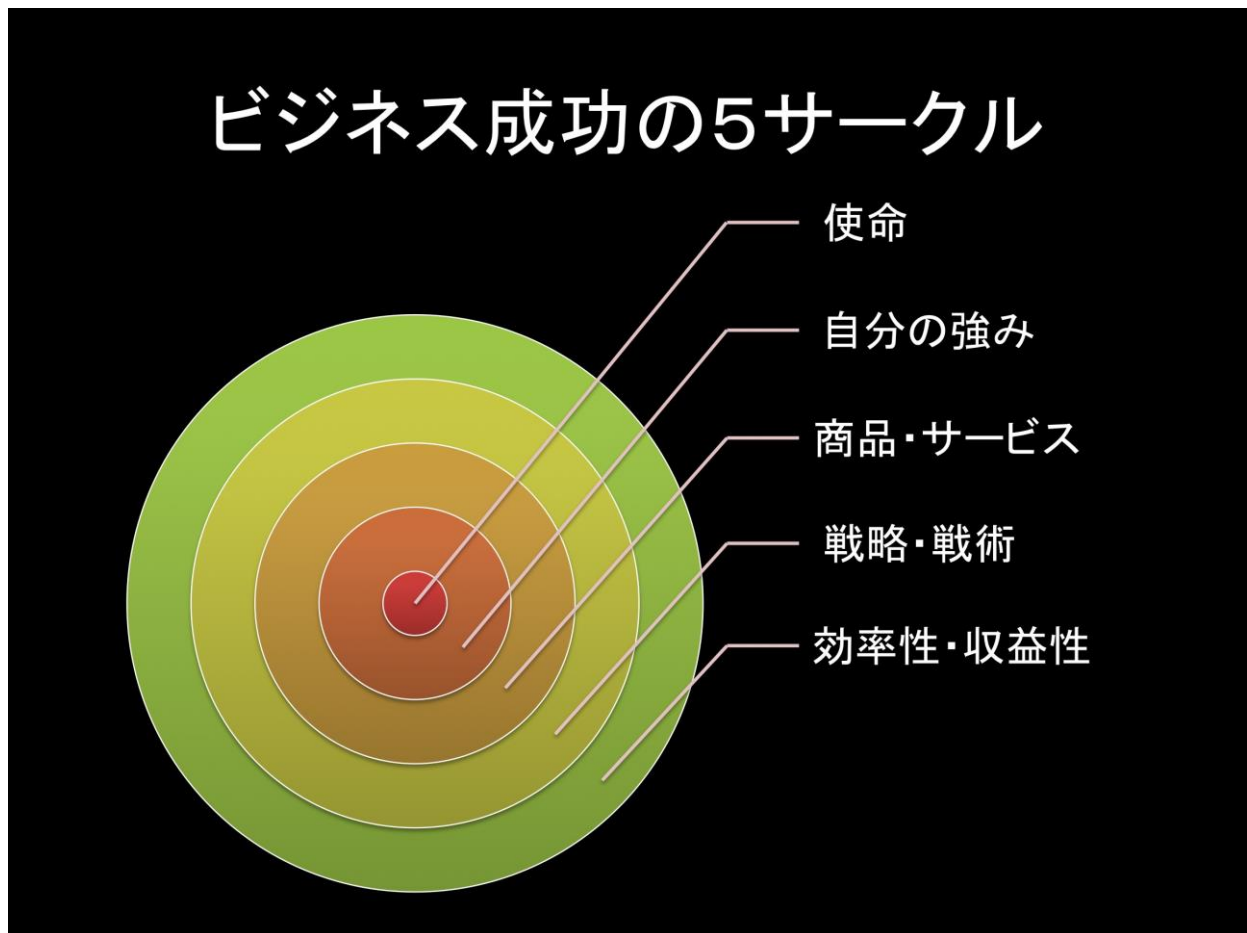 ビジネス成功の5サークル
使命
自分の強み
商品・サービス
戦略・戦術
効率性・収益性